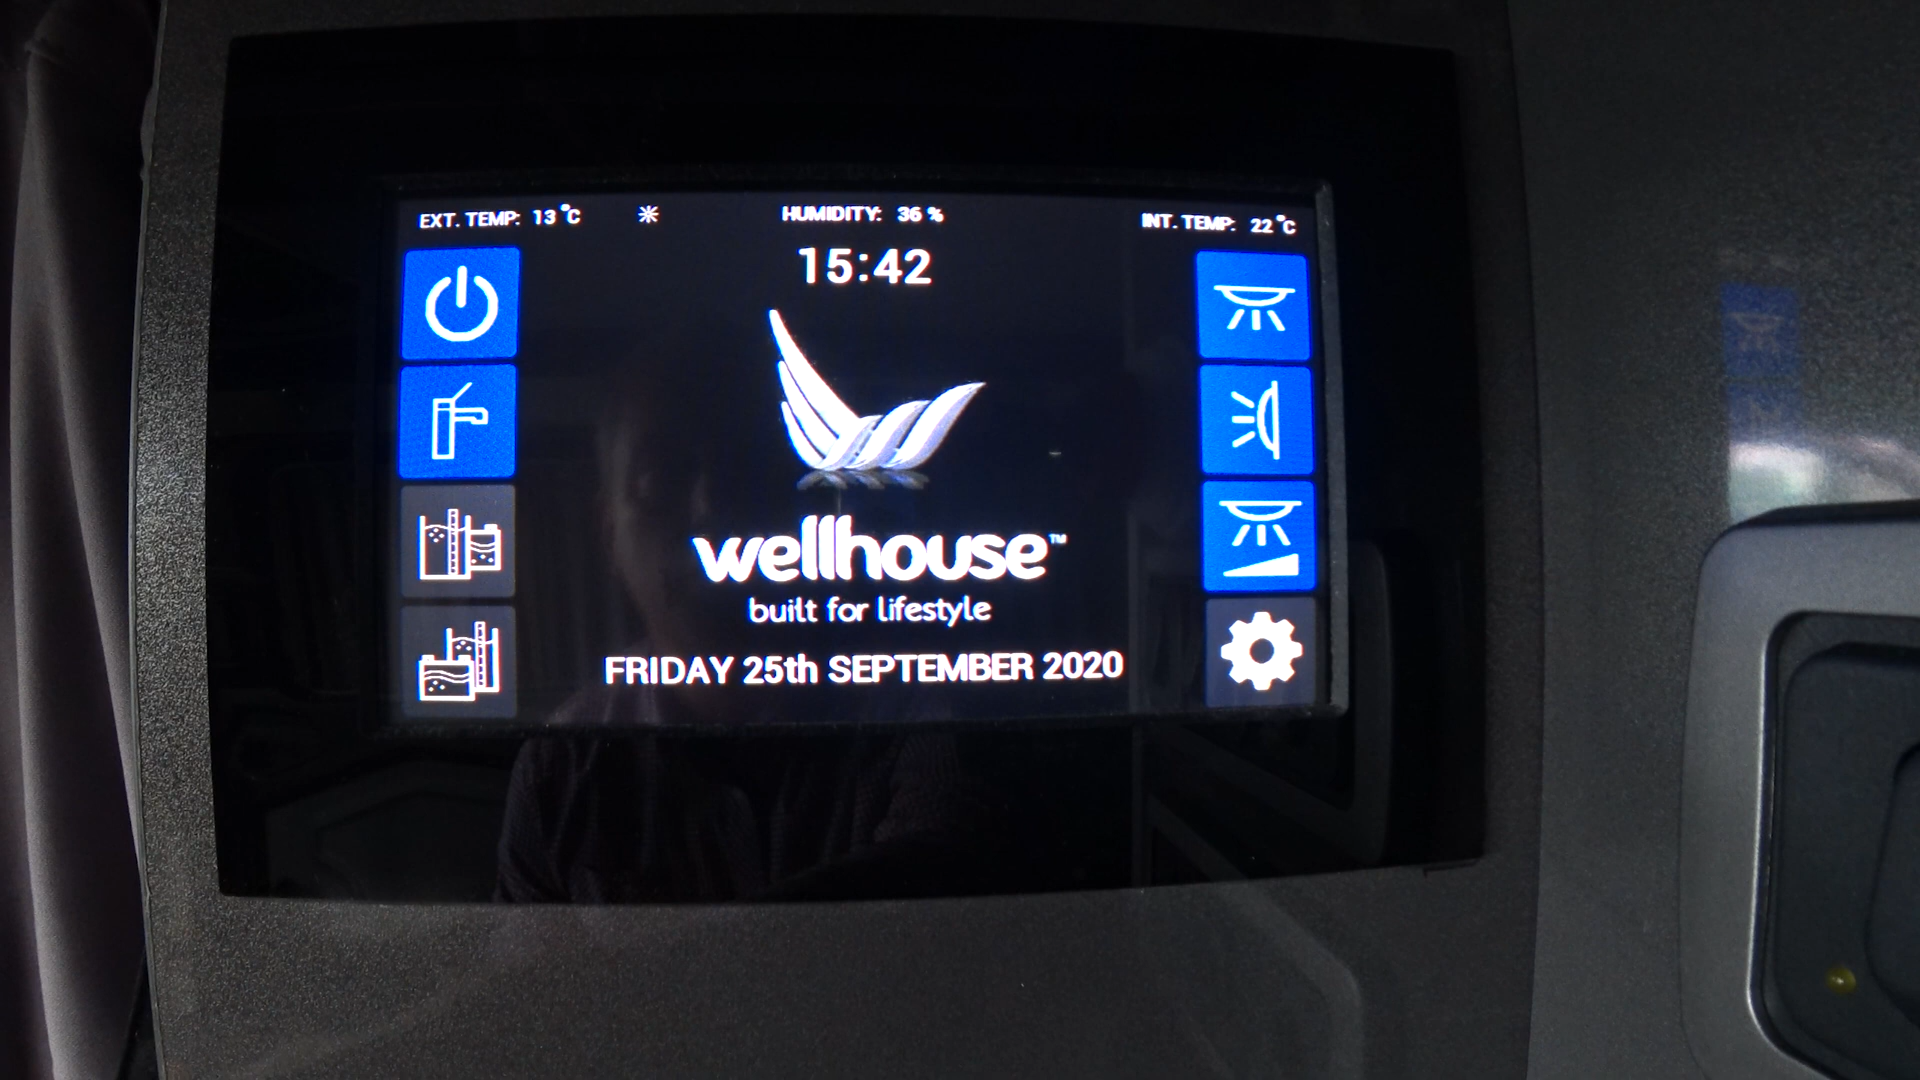 EXT. TEMP: 13 °C
HUMIDITY: 36 %
INT. TEMP: 22 °C
15:42
wellhouse™
built for lifestyle
FRIDAY 25th SEPTEMBER 2020